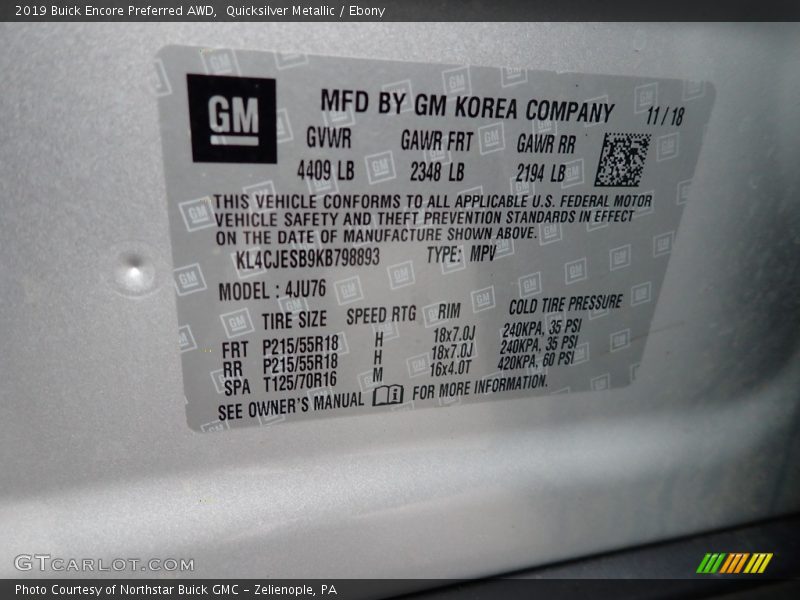 2019 Buick Encore Preferred AWD, Quicksilver Metallic / Ebony
GM MFD BY GM KOREA COMPANY 11/18
GVWR GAWR FRT GAWR RR
4409 LB 2348 LB 2194 LB
THIS VEHICLE CONFORMS TO ALL APPLICABLE U.S. FEDERAL MOTOR
VEHICLE SAFETY AND THEFT PREVENTION STANDARDS IN EFFECT
ON THE DATE OF MANUFACTURE SHOWN ABOVE.
KL4CJESB9KB798893 TYPE: MPV
MODEL : 4JU76
TIRE SIZE SPEED RTG RIM COLD TIRE PRESSURE
FRT P215/55R18 H 18x7.0J 240KPA, 35 PSI
RR P215/55R18 H 18x7.0J 240KPA, 35 PSI
SPA T125/70R16 M 16x4.0T 420KPA, 60 PSI
SEE OWNER'S MANUAL FOR MORE INFORMATION.
GTCARLOT.COM
Photo Courtesy of Northstar Buick GMC – Zelienople, PA